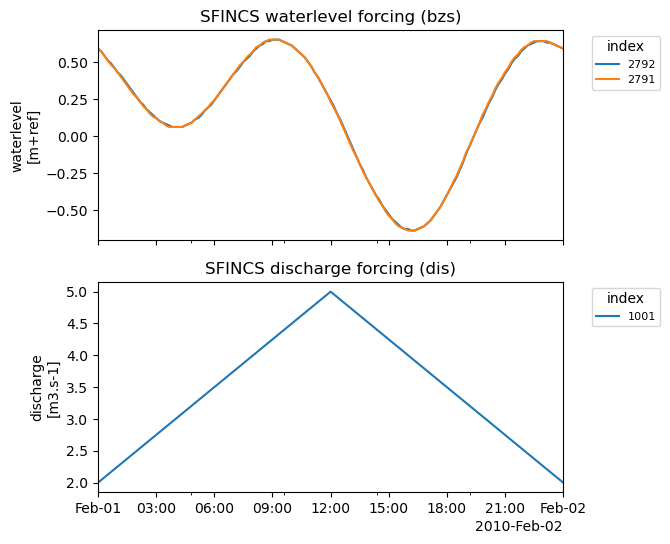 SFINCS waterlevel forcing (bzs)
waterlevel
[m+ref]
0.50
0.25
0.00
−0.25
−0.50
index
2792
2791
SFINCS discharge forcing (dis)
discharge
[m3.s-1]
5.0
4.5
4.0
3.5
3.0
2.5
2.0
index
1001
Feb-01 03:00 06:00 09:00 12:00 15:00 18:00 21:00 Feb-02
2010-Feb-02